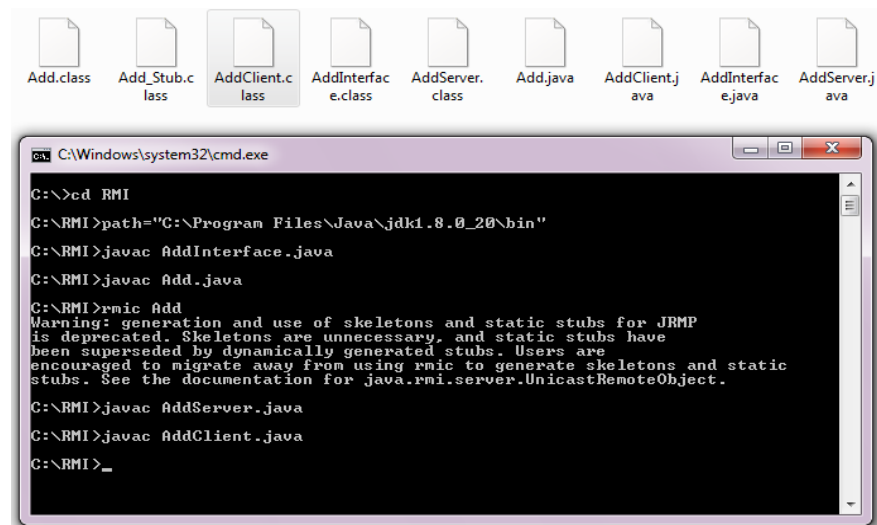 Add.class Add_Stub.c AddClient.c AddInterfac AddServer. Add.java AddClient.j AddInterfac AddServer.j
lass lass e.class class ava e.java ava
C:\Windows\system32\cmd.exe
C:\>cd RMI
C:\RMI>path="C:\Program Files\Java\jdk1.8.0_20\bin"
C:\RMI>javac AddInterface.java
C:\RMI>javac Add.java
C:\RMI>rmic Add
Warning: generation and use of skeletons and static stubs for JRMP
is deprecated. Skeletons are unnecessary, and static stubs have
been superseded by dynamically generated stubs. Users are
encouraged to migrate away from using rmic to generate skeletons and static
stubs. See the documentation for java.rmi.server.UnicastRemoteObject.
C:\RMI>javac AddServer.java
C:\RMI>javac AddClient.java
C:\RMI>_